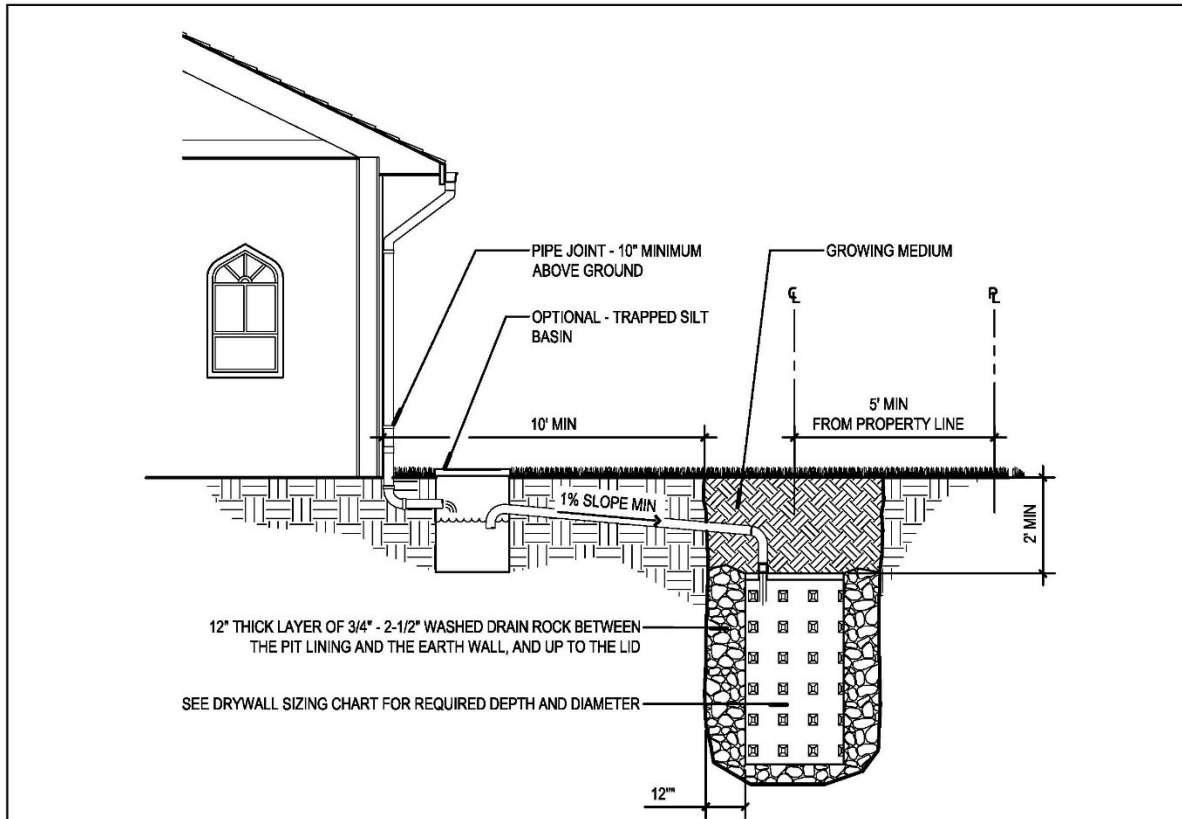 PIPE JOINT - 10" MINIMUM
ABOVE GROUND
GROWING MEDIUM
OPTIONAL - TRAPPED SILT
BASIN
℄
PL
5' MIN
FROM PROPERTY LINE
10' MIN
1% SLOPE MIN
2' MIN
12" THICK LAYER OF 3/4" - 2-1/2" WASHED DRAIN ROCK BETWEEN
THE PIT LINING AND THE EARTH WALL, AND UP TO THE LID
SEE DRYWALL SIZING CHART FOR REQUIRED DEPTH AND DIAMETER
12""